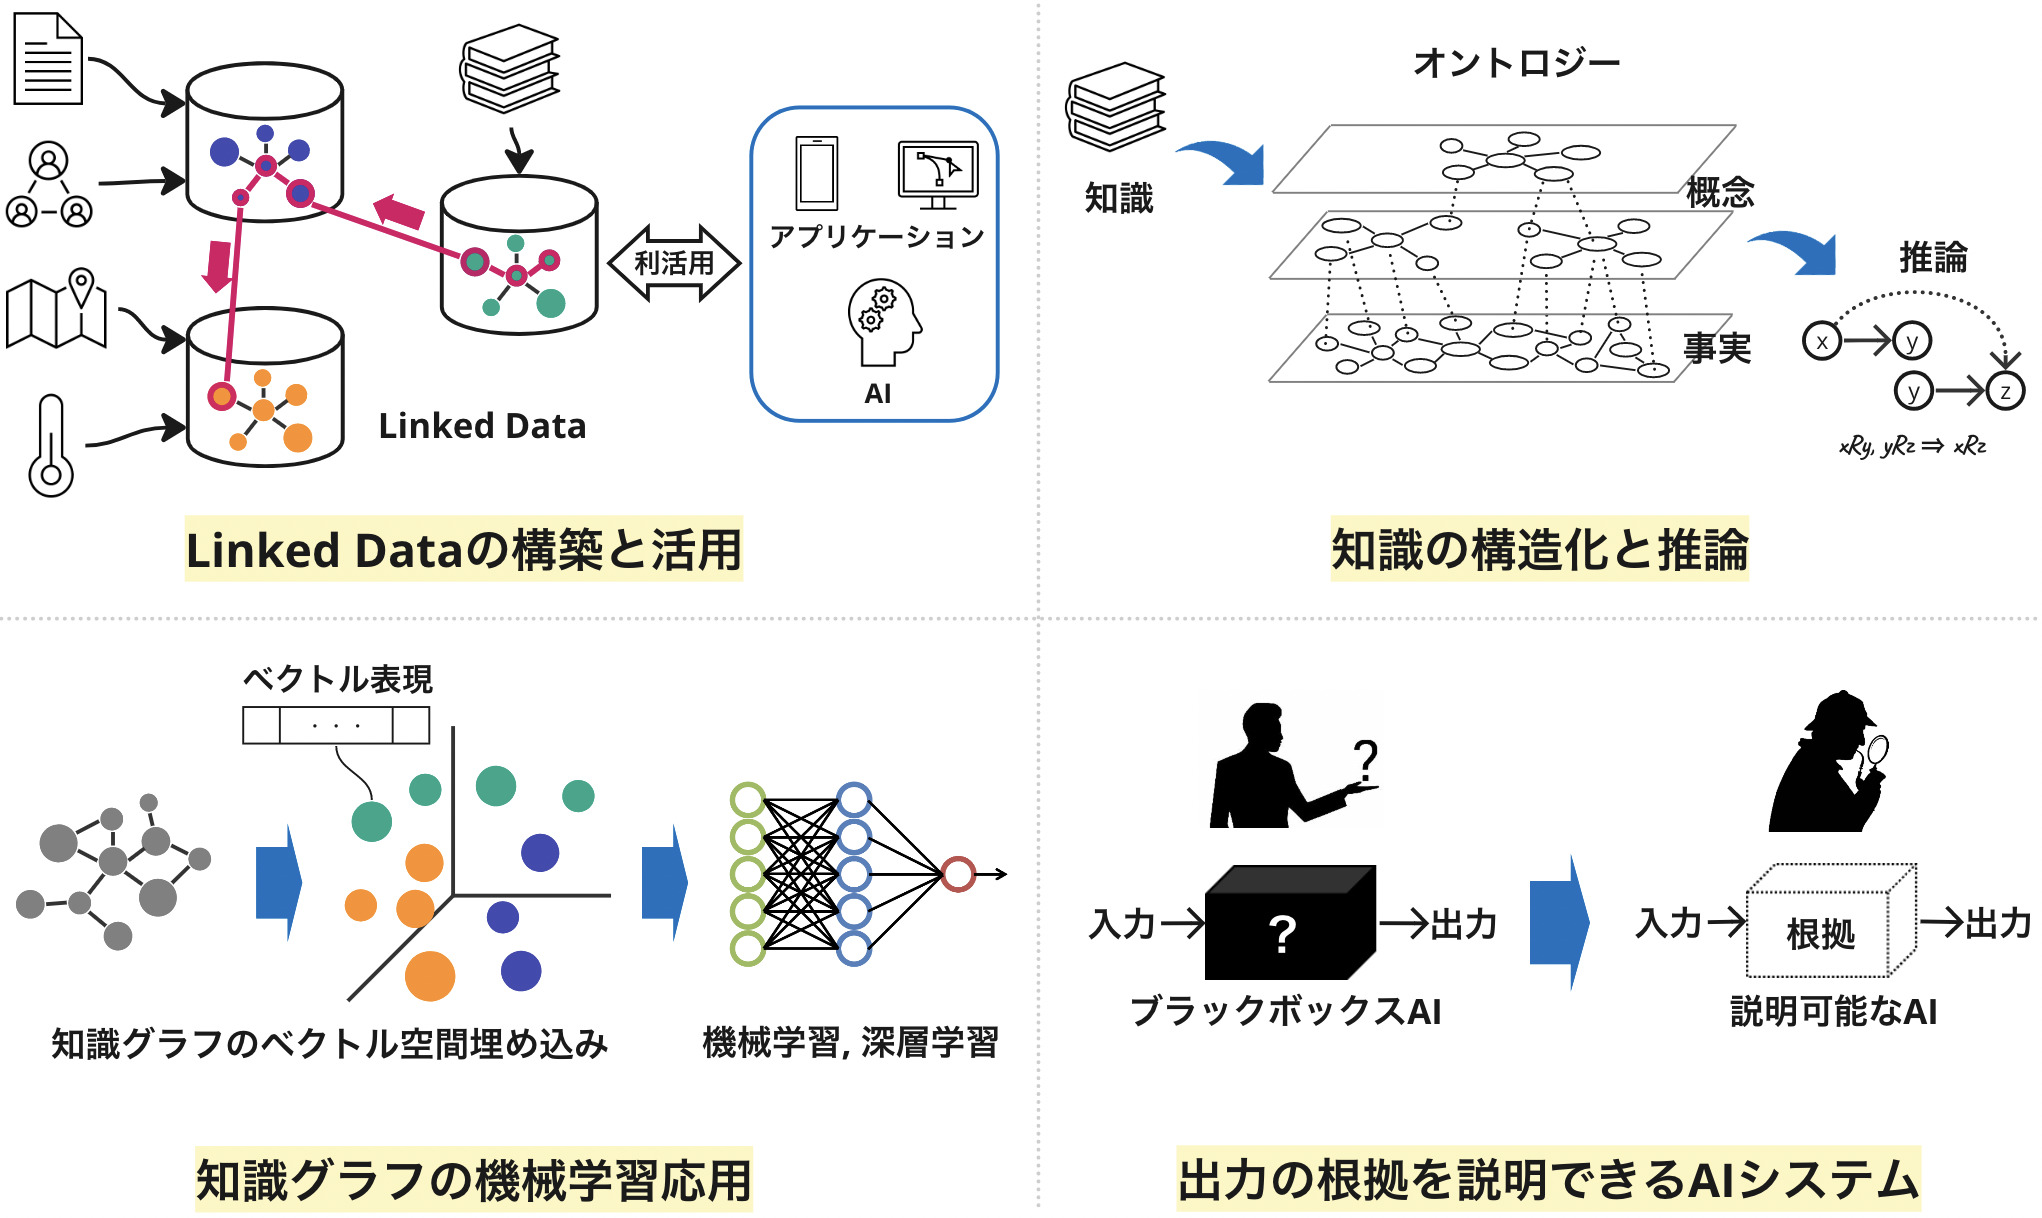 利活用
アプリケーション
AI
Linked Data
Linked Dataの構築と活用
オントロジー
知識
概念
事実
推論
x
y
y
z
xRy, yRz ⇒ xRz
知識の構造化と推論
ベクトル表現
・・・
知識グラフのベクトル空間埋め込み
機械学習, 深層学習
知識グラフの機械学習応用
?
入力
?
出力
ブラックボックスAI
入力
根拠
出力
説明可能なAI
出力の根拠を説明できるAIシステム